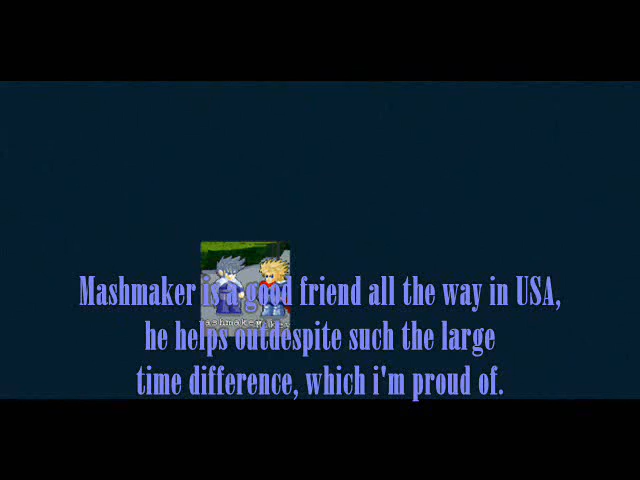 Mashmaker is a good friend all the way in USA,
ashmaker
he helps outdespite such the large
time difference, which i'm proud of.